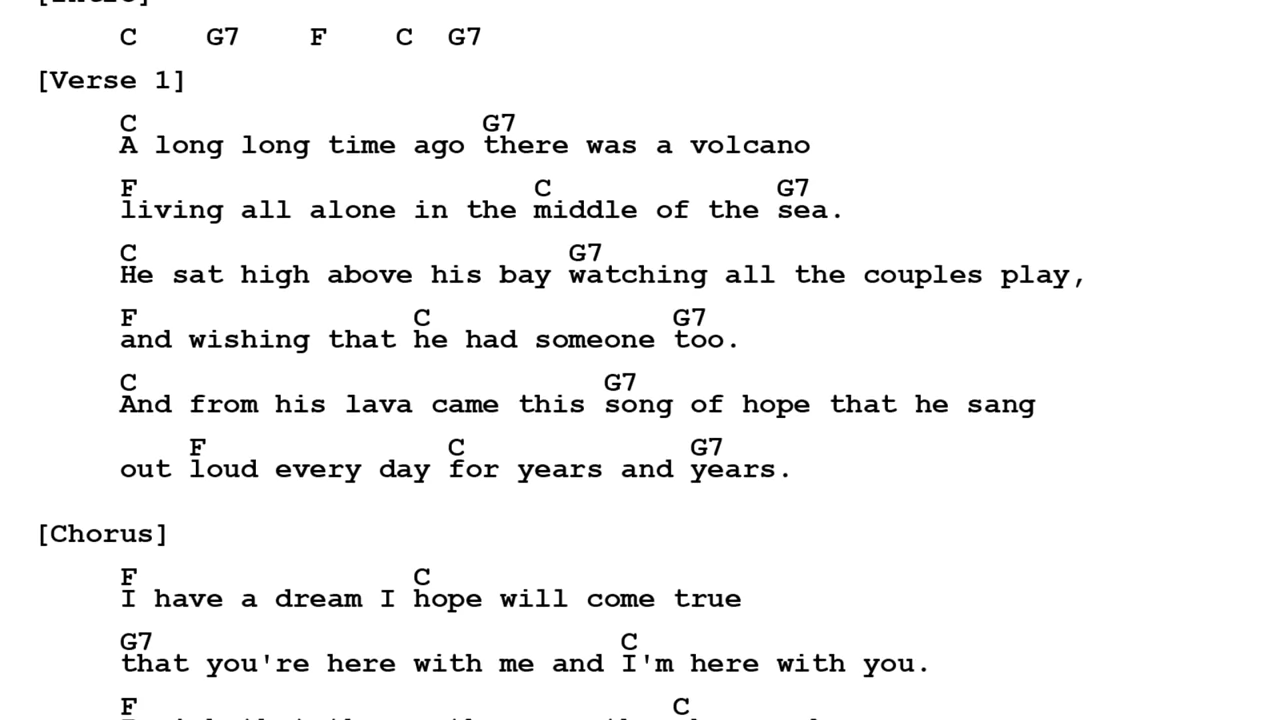 [Intro]
C G7 F C G7
[Verse 1]
C G7
A long long time ago there was a volcano
F C G7
living all alone in the middle of the sea.
C G7
He sat high above his bay watching all the couples play,
F C G7
and wishing that he had someone too.
C G7
And from his lava came this song of hope that he sang
F C G7
out loud every day for years and years.
[Chorus]
F C
I have a dream I hope will come true
G7 C
that you're here with me and I'm here with you.
F C